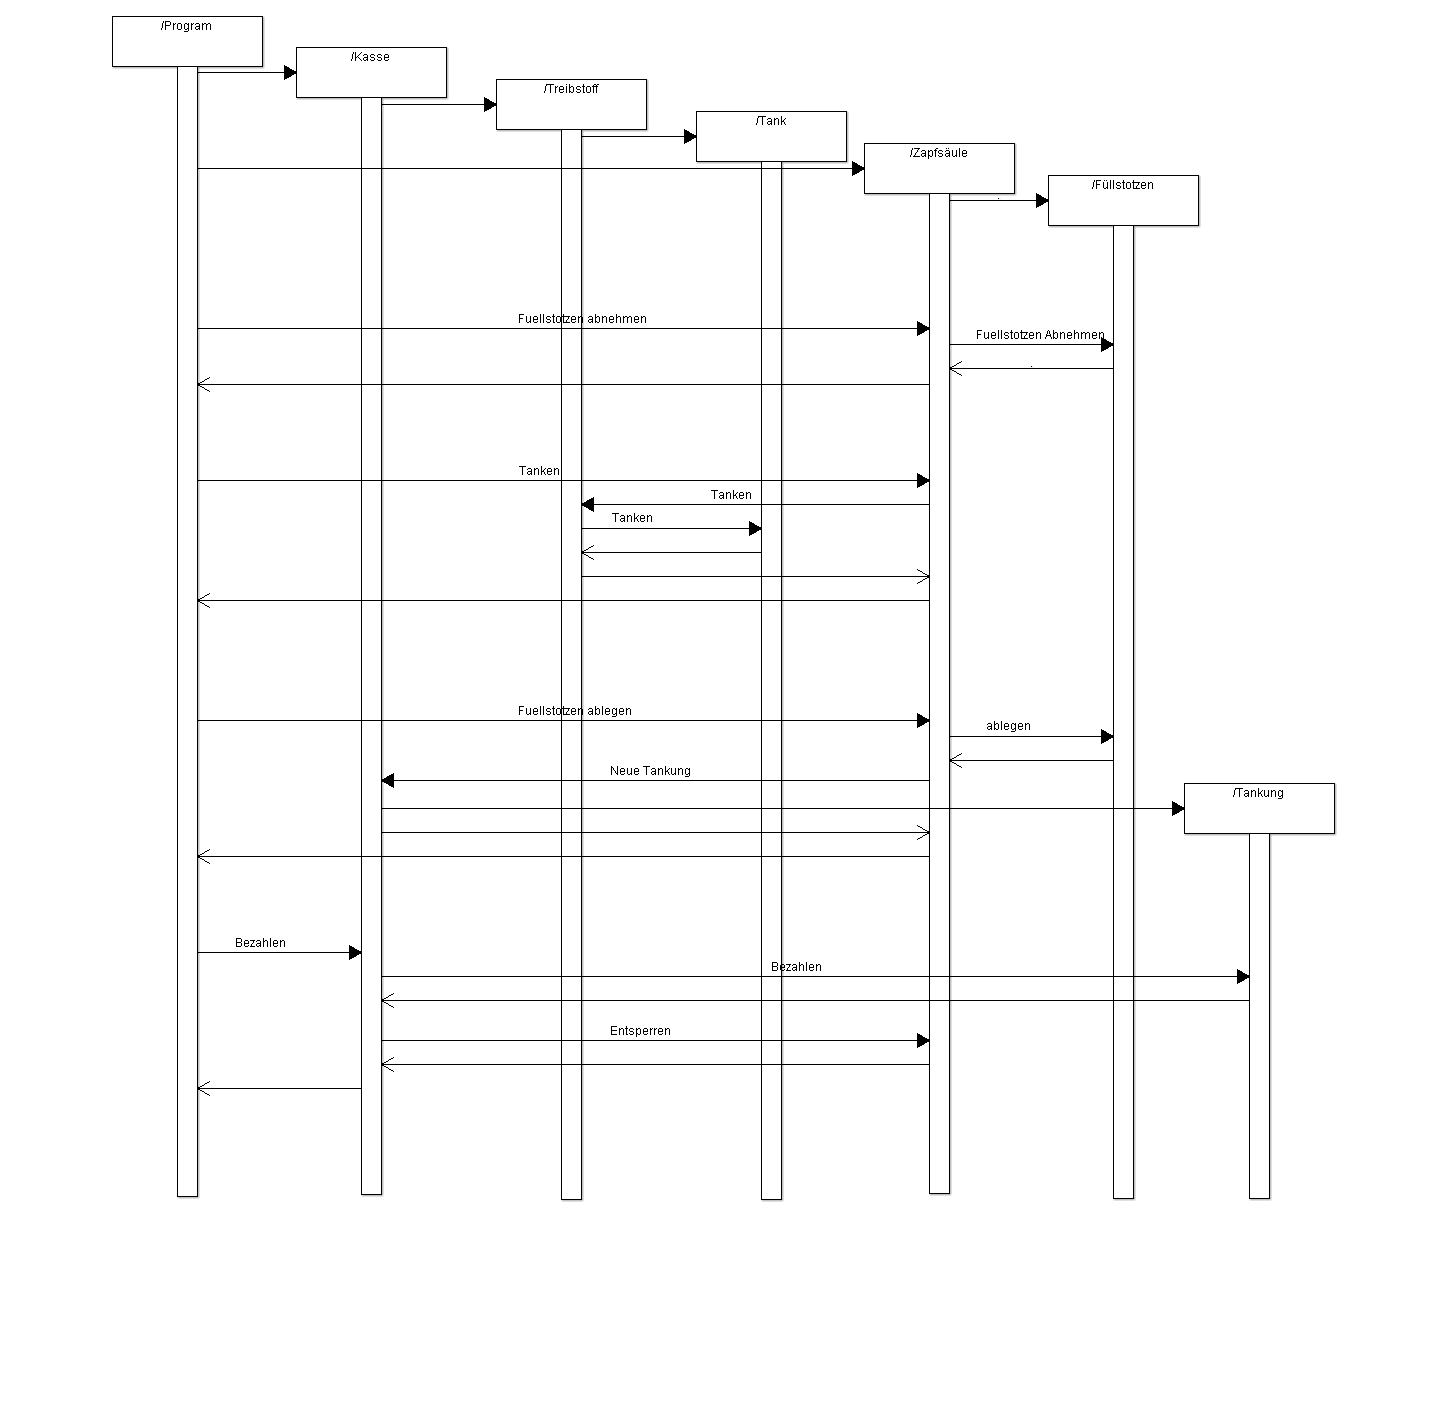 /Program
/Kasse
/Treibstoff
/Tank
/Zapfsäule
/Füllstotzen
Fuellstotzen abnehmen
Fuellstotzen Abnehmen
Tanken
Tanken
Tanken
Fuellstotzen ablegen
ablegen
Neue Tankung
/Tankung
Bezahlen
Bezahlen
Entsperren